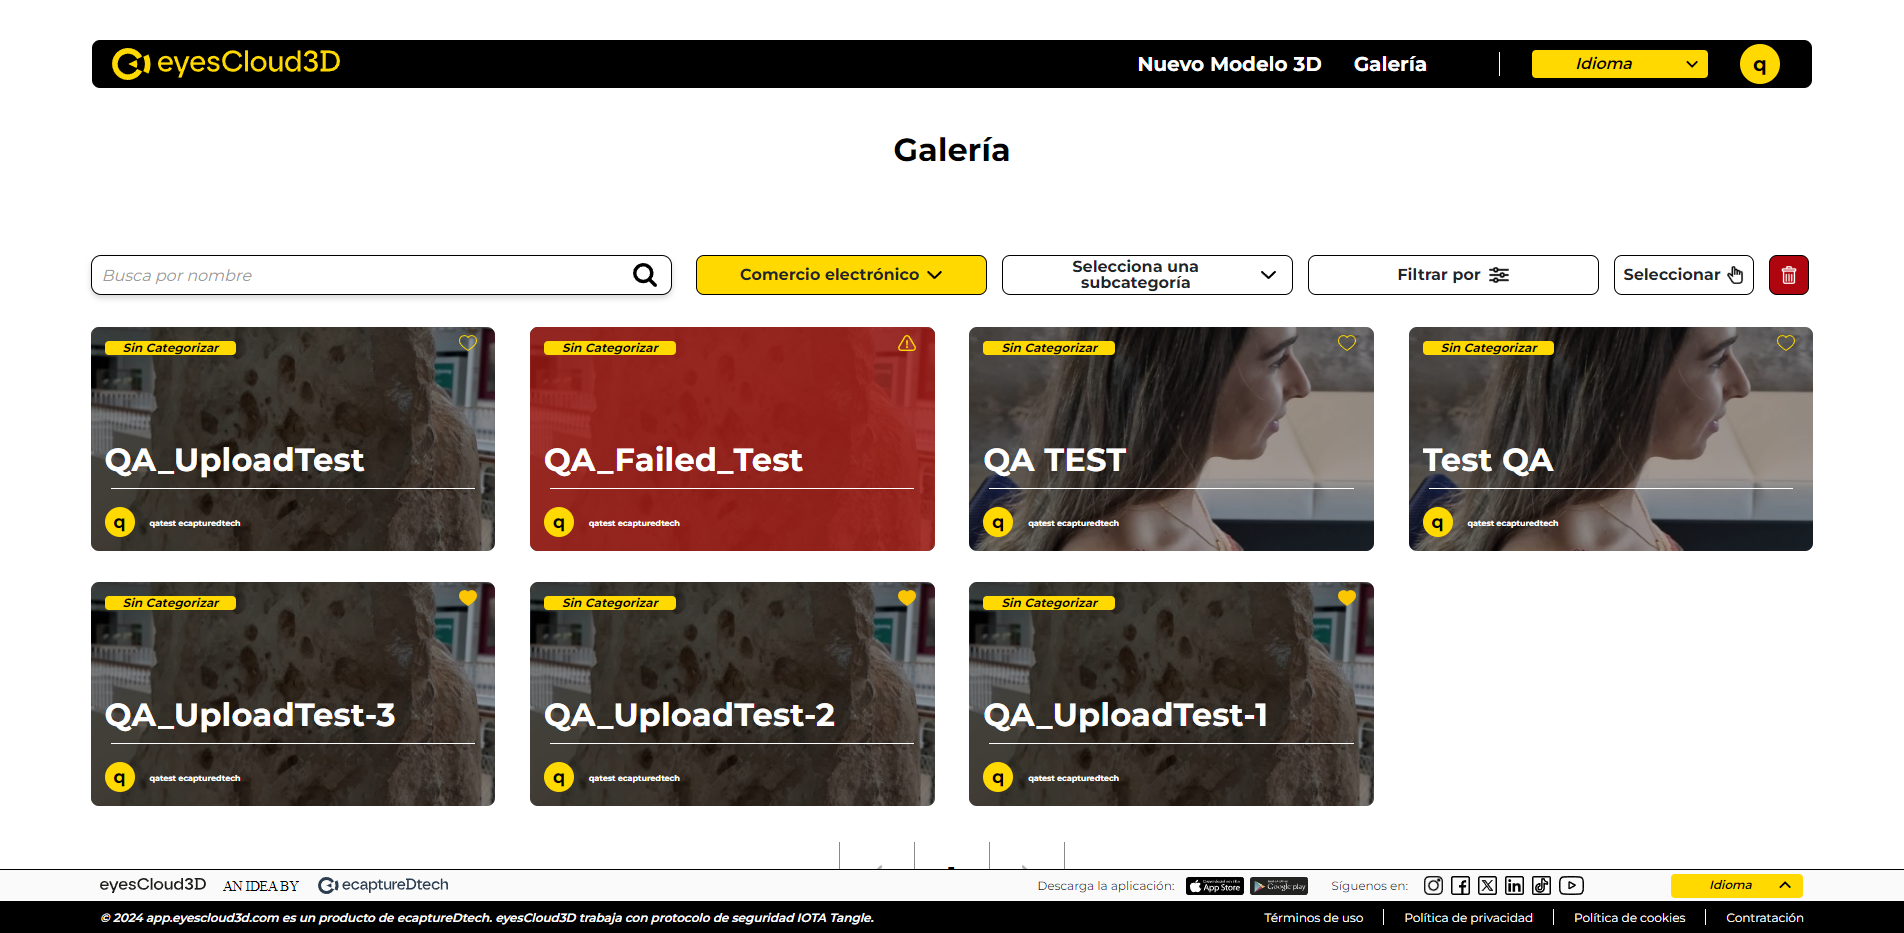 eyesCloud3D
Nuevo Modelo 3D
Galería
Idioma
q
Galería
Busca por nombre
Comercio electrónico
Selecciona una
subcategoría
Filtrar por
Seleccionar
Sin Categorizar
QA_UploadTest
q qatest ecapturedtech
Sin Categorizar
QA_Failed_Test
q qatest ecapturedtech
Sin Categorizar
QA TEST
q qatest ecapturedtech
Sin Categorizar
Test QA
q qatest ecapturedtech
Sin Categorizar
QA_UploadTest-3
q qatest ecapturedtech
Sin Categorizar
QA_UploadTest-2
q qatest ecapturedtech
Sin Categorizar
QA_UploadTest-1
q qatest ecapturedtech
eyesCloud3D AN IDEA BY ecaptureDtech
Descarga la aplicación:
App Store
Google play
Síguenos en:
Idioma
© 2024 app.eyescloud3d.com es un producto de ecaptureDtech. eyesCloud3D trabaja con protocolo de seguridad IOTA Tangle.
Términos de uso
Política de privacidad
Política de cookies
Contratación